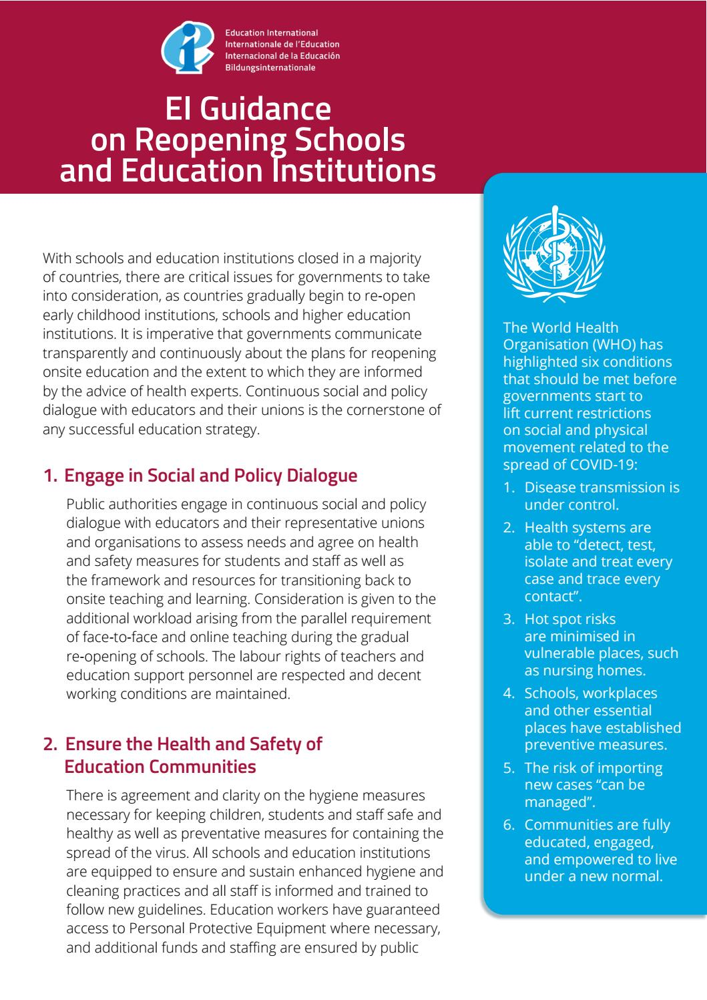 Education International
Internationale de l'Education
Internacional de la Educación
Bildungsinternationale
EI Guidance
on Reopening Schools
and Education Institutions
With schools and education institutions closed in a majority
of countries, there are critical issues for governments to take
into consideration, as countries gradually begin to re-open
early childhood institutions, schools and higher education
institutions. It is imperative that governments communicate
transparently and continuously about the plans for reopening
onsite education and the extent to which they are informed
by the advice of health experts. Continuous social and policy
dialogue with educators and their unions is the cornerstone of
any successful education strategy.
1. Engage in Social and Policy Dialogue
Public authorities engage in continuous social and policy
dialogue with educators and their representative unions
and organisations to assess needs and agree on health
and safety measures for students and staff as well as
the framework and resources for transitioning back to
onsite teaching and learning. Consideration is given to the
additional workload arising from the parallel requirement
of face-to-face and online teaching during the gradual
re-opening of schools. The labour rights of teachers and
education support personnel are respected and decent
working conditions are maintained.
2. Ensure the Health and Safety of
Education Communities
There is agreement and clarity on the hygiene measures
necessary for keeping children, students and staff safe and
healthy as well as preventative measures for containing the
spread of the virus. All schools and education institutions
are equipped to ensure and sustain enhanced hygiene and
cleaning practices and all staff is informed and trained to
follow new guidelines. Education workers have guaranteed
access to Personal Protective Equipment where necessary,
and additional funds and staffing are ensured by public
The World Health
Organisation (WHO) has
highlighted six conditions
that should be met before
governments start to
lift current restrictions
on social and physical
movement related to the
spread of COVID-19:
1. Disease transmission is
under control.
2. Health systems are
able to “detect, test,
isolate and treat every
case and trace every
contact”.
3. Hot spot risks
are minimised in
vulnerable places, such
as nursing homes.
4. Schools, workplaces
and other essential
places have established
preventive measures.
5. The risk of importing
new cases “can be
managed”.
6. Communities are fully
educated, engaged,
and empowered to live
under a new normal.